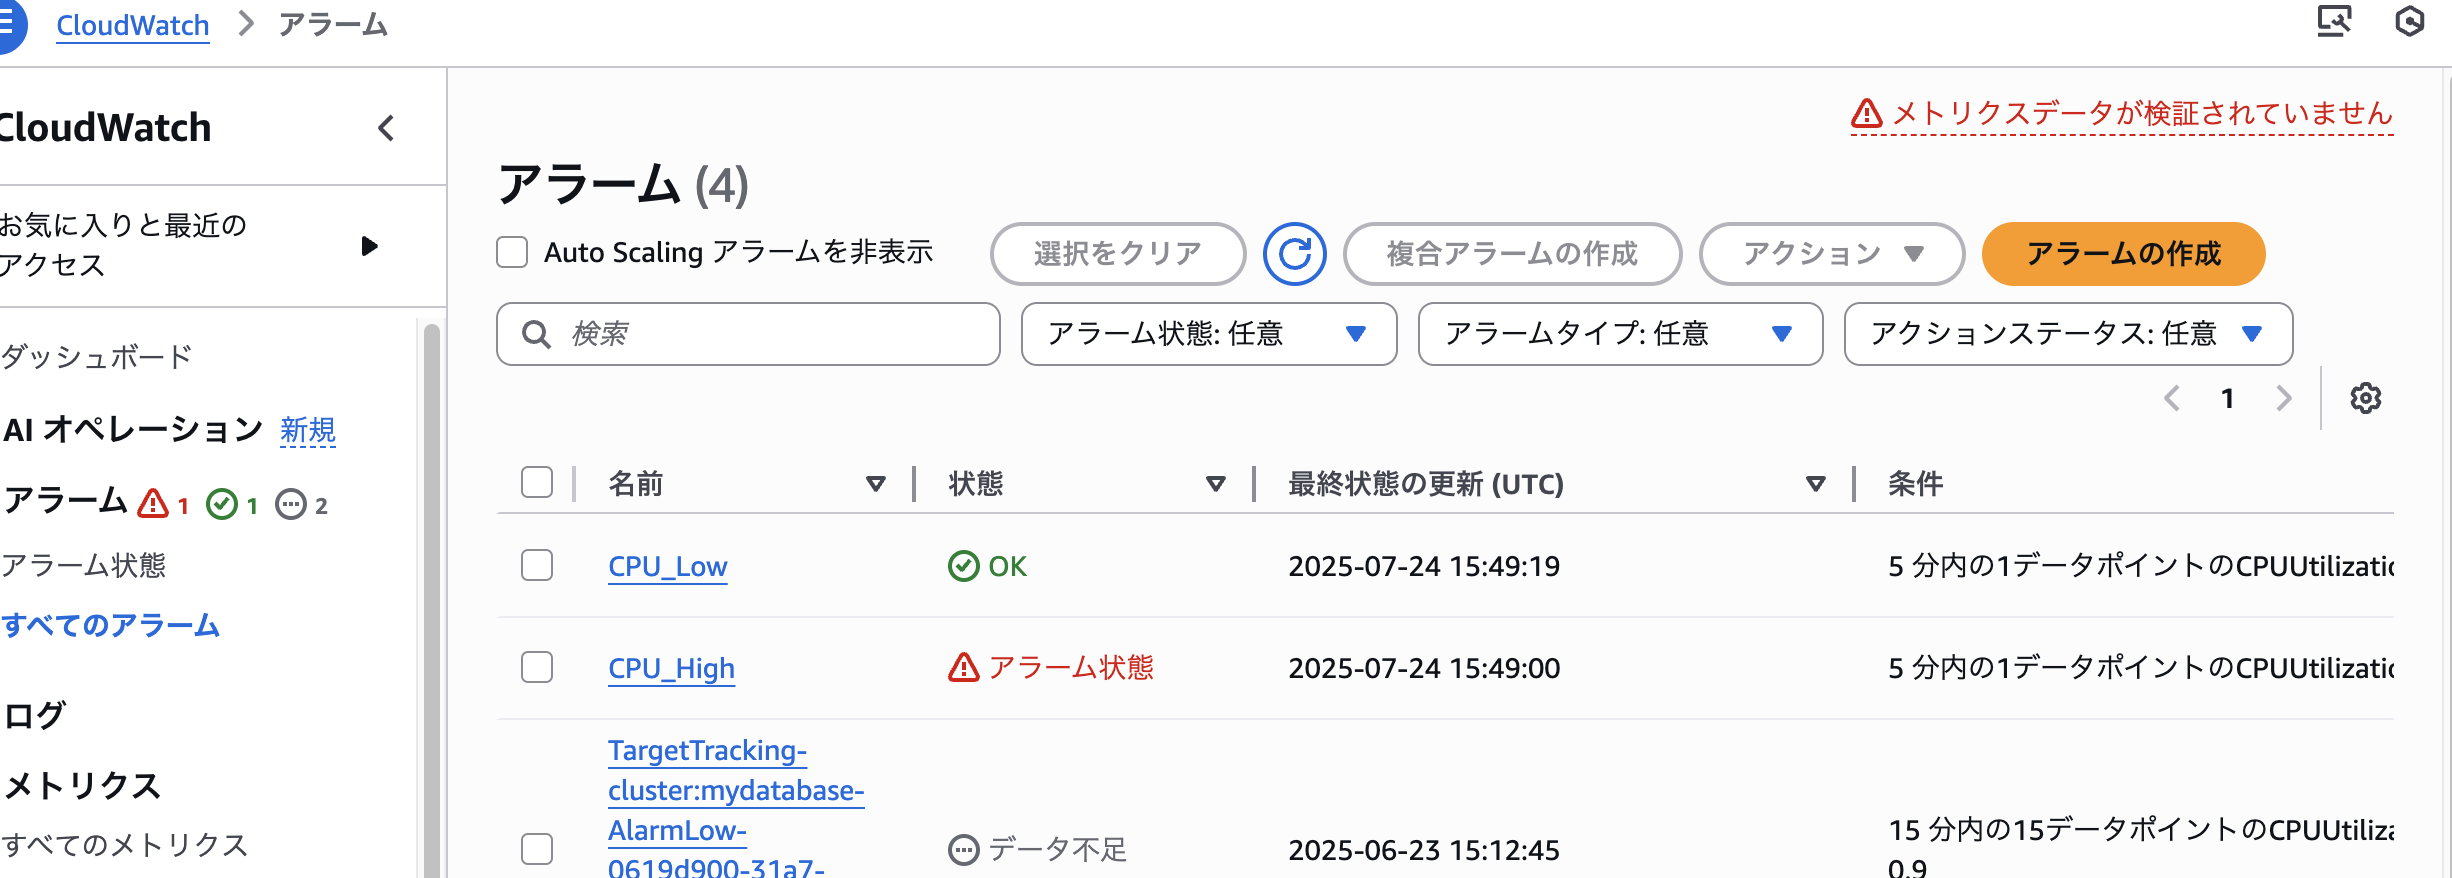 CloudWatch > アラーム
CloudWatch
お気に入りと最近の
アクセス
ダッシュボード
AI オペレーション 新規
アラーム 1 1 2
アラーム状態
すべてのアラーム
ログ
メトリクス
すべてのメトリクス
メトリクスデータが検証されていません
アラーム (4)
Auto Scaling アラームを非表示
選択をクリア
複合アラームの作成
アクション
アラームの作成
検索
アラーム状態: 任意
アラームタイプ: 任意
アクションステータス: 任意
1
名前 状態 最終状態の更新 (UTC) 条件
CPU_Low OK 2025-07-24 15:49:19 5 分内の1データポイントのCPUUtilizatio
CPU_High アラーム状態 2025-07-24 15:49:00 5 分内の1データポイントのCPUUtilizatio
TargetTracking-
cluster:mydatabase-
AlarmLow-
0619d900-31a7-
データ不足
2025-06-23 15:12:45
15 分内の15データポイントのCPUUtiliza
0.9